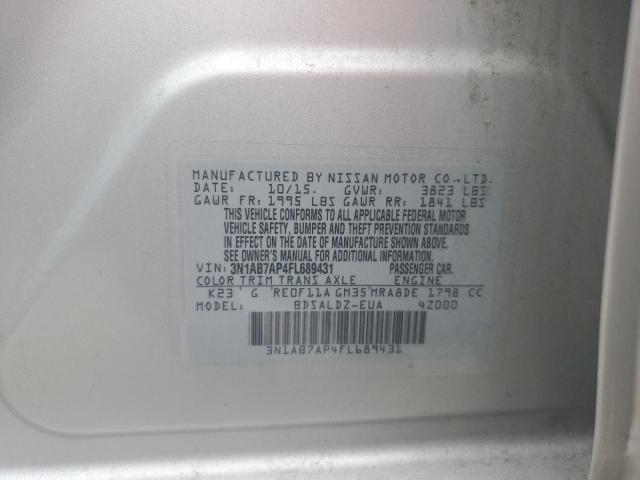 MANUFACTURED BY NISSAN MOTOR CO.,LTD.
DATE: 10/15. GVWR: 3823 LBS
GAWR FR: 1995 LBS GAWR RR: 1841 LBS
THIS VEHICLE CONFORMS TO ALL APPLICABLE FEDERAL MOTOR
VEHICLE SAFETY, BUMPER AND THEFT PREVENTION STANDARDS
IN EFFECT ON THE DATE OF MANUFACTURE SHOWN ABOVE.
SEE OWNER'S MANUAL FOR ADDITIONAL INFORMATION.
VIN: 3N1AB7AP4FL689431 PASSENGER CAR.
COLOR TRIM TRANS AXLE ENGINE
K23 G RE0F11A GM35 MRA8DE 1798 CC
MODEL: BDSALDZ-EUA 4Z000
3N1AB7AP4FL689431